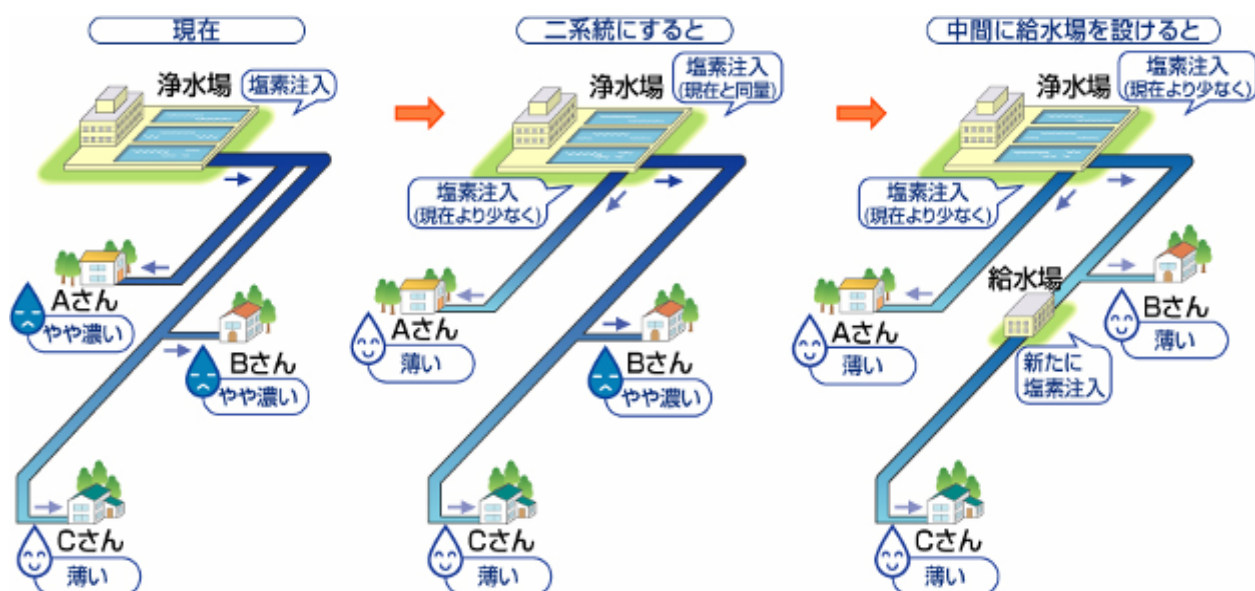 現在
浄水場
塩素注入
Aさん
やや濃い
Bさん
やや濃い
Cさん
薄い
二系統にすると
浄水場
塩素注入
(現在と同量)
塩素注入
(現在より少なく)
Aさん
薄い
Bさん
やや濃い
Cさん
薄い
中間に給水場を設けると
浄水場
塩素注入
(現在より少なく)
塩素注入
(現在より少なく)
給水場
Aさん
薄い
Bさん
薄い
新たに
塩素注入
Cさん
薄い